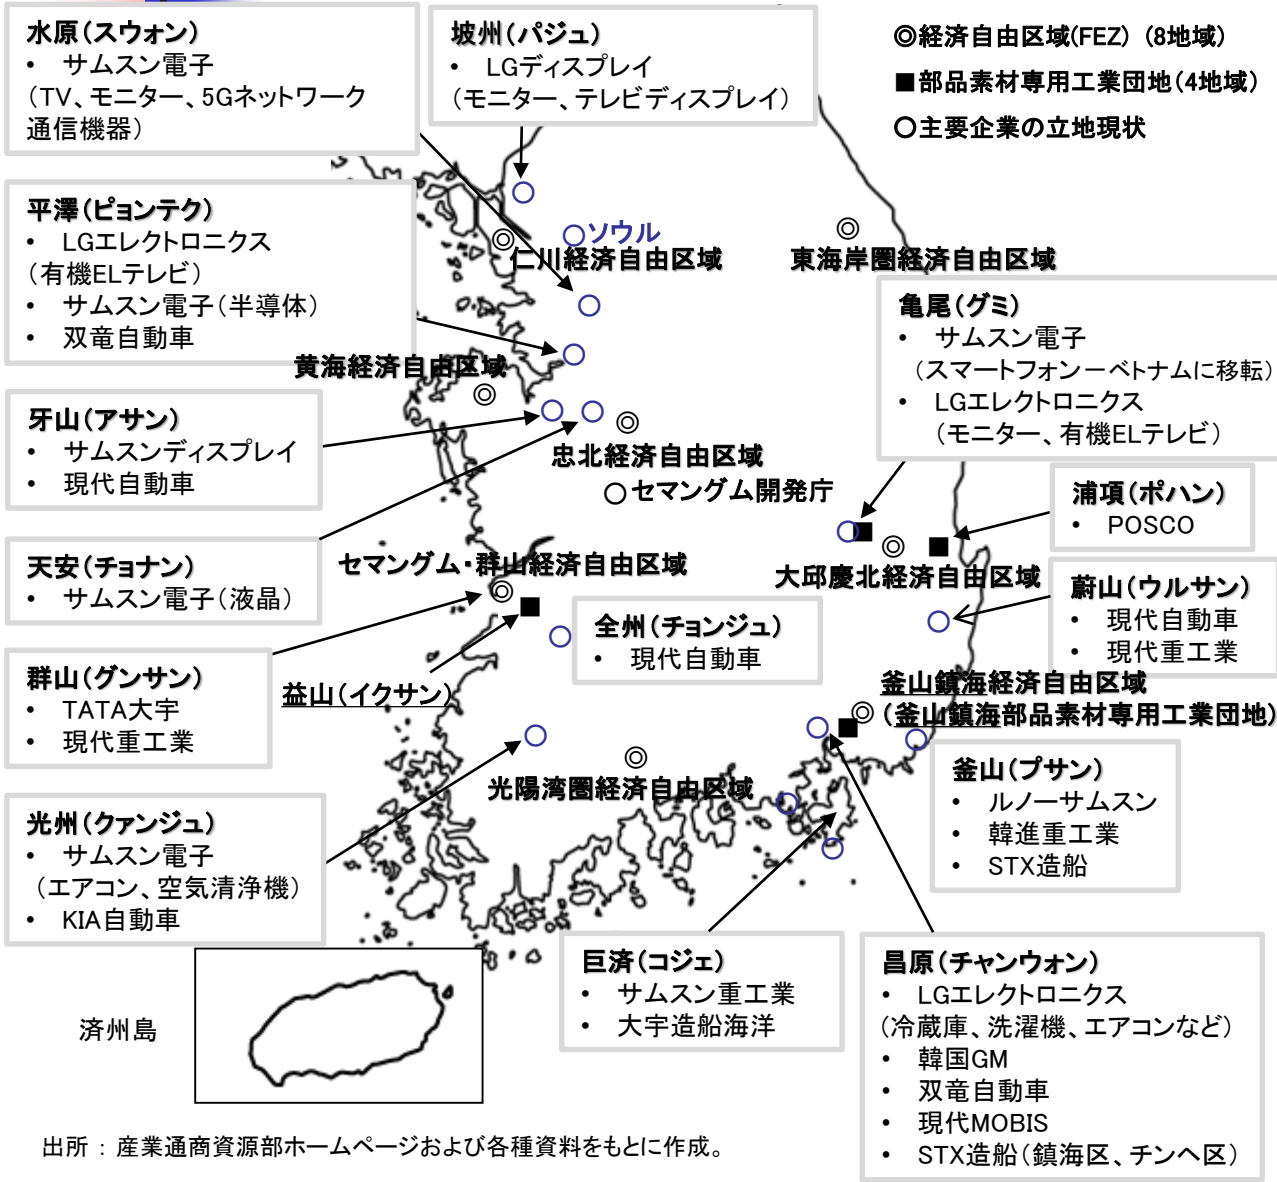 水原(スウォン)
• サムスン電子
(TV、モニター、5Gネットワーク
通信機器)
坡州(パジュ)
• LGディスプレイ
(モニター、テレビディスプレイ)
◎経済自由区域(FEZ) (8地域)
■部品素材専用工業団地(4地域)
○主要企業の立地現状
平澤(ピョンテク)
• LGエレクトロニクス
(有機ELテレビ)
• サムスン電子(半導体)
• 双竜自動車
ソウル
仁川経済自由区域
東海岸圏経済自由区域
亀尾(グミ)
• サムスン電子
(スマートフォンーベトナムに移転)
• LGエレクトロニクス
(モニター、有機ELテレビ)
黄海経済自由区域
牙山(アサン)
• サムスンディスプレイ
• 現代自動車
忠北経済自由区域
○セマングム開発庁
浦項(ポハン)
• POSCO
天安(チョナン)
• サムスン電子(液晶)
セマングム・群山経済自由区域
大邱慶北経済自由区域
蔚山(ウルサン)
• 現代自動車
• 現代重工業
全州(チョンジュ)
• 現代自動車
群山(グンサン)
• TATA大宇
• 現代重工業
益山(イクサン)
釜山鎮海経済自由区域
(釜山鎮海部品素材専用工業団地)
釜山(プサン)
• ルノーサムスン
• 韓進重工業
• STX造船
光陽湾圏経済自由区域
光州(クァンジュ)
• サムスン電子
(エアコン、空気清浄機)
• KIA自動車
巨済(コジェ)
• サムスン重工業
• 大宇造船海洋
昌原(チャンウォン)
• LGエレクトロニクス
(冷蔵庫、洗濯機、エアコンなど)
• 韓国GM
• 双竜自動車
• 現代MOBIS
• STX造船(鎮海区、チンヘ区)
済州島
出所 : 産業通商資源部ホームページおよび各種資料をもとに作成。